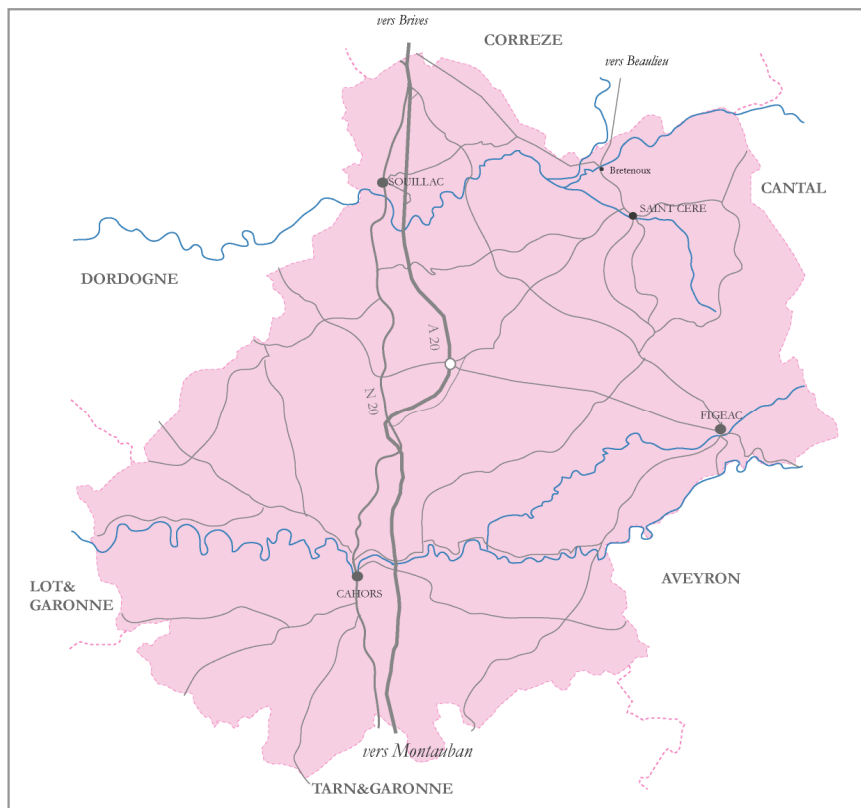 vers Brives
CORREZE
vers Beaulieu
Bretenoux
SOUILLAC
CANTAL
SAINT CERE
DORDOGNE
A 20
N 20
FIGEAC
LOT&
GARONNE
AVEYRON
CAHORS
vers Montauban
TARN&GARONNE